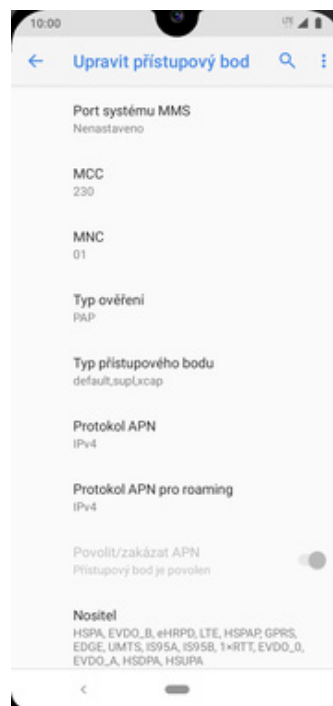 10:00
LTE
Upravit přístupový bod
Port systému MMS
Nenastaveno
MCC
230
MNC
01
Typ ověření
PAP
Typ přístupového bodu
default,supl,xcap
Protokol APN
IPv4
Protokol APN pro roaming
IPv4
Povolit/zakázat APN
Přístupový bod je povolen
Nositel
HSPA, EVDO_B, eHRPD, LTE, HSPAP, GPRS,
EDGE, UMTS, IS95A, IS95B, 1×RTT, EVDO_0,
EVDO_A, HSDPA, HSUPA